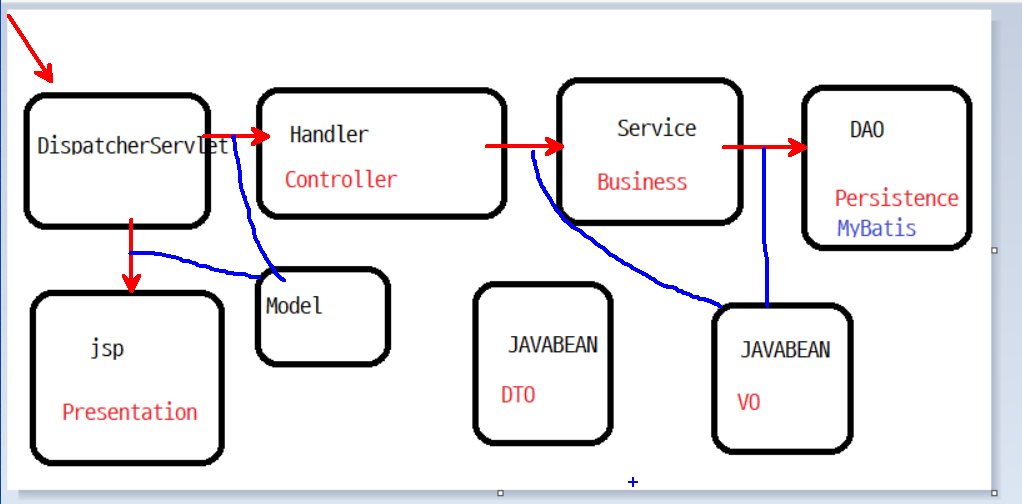 DispatcherServlet
Handler
Controller
Service
Business
DAO
Persistence
MyBatis
jsp
Presentation
Model
JAVABEAN
DTO
JAVABEAN
VO